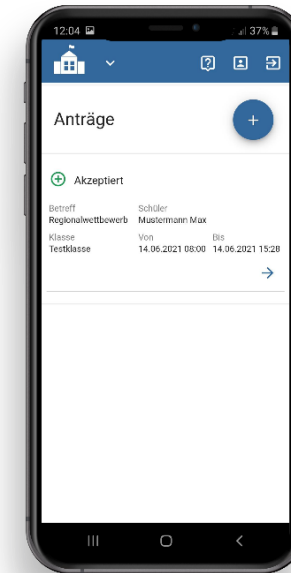 12:04
37%
Anträge
+
Akzeptiert
Betreff Schüler
Regionalwettbewerb Mustermann Max
Klasse Von Bis
Testklasse 14.06.2021 08:00 14.06.2021 15:28